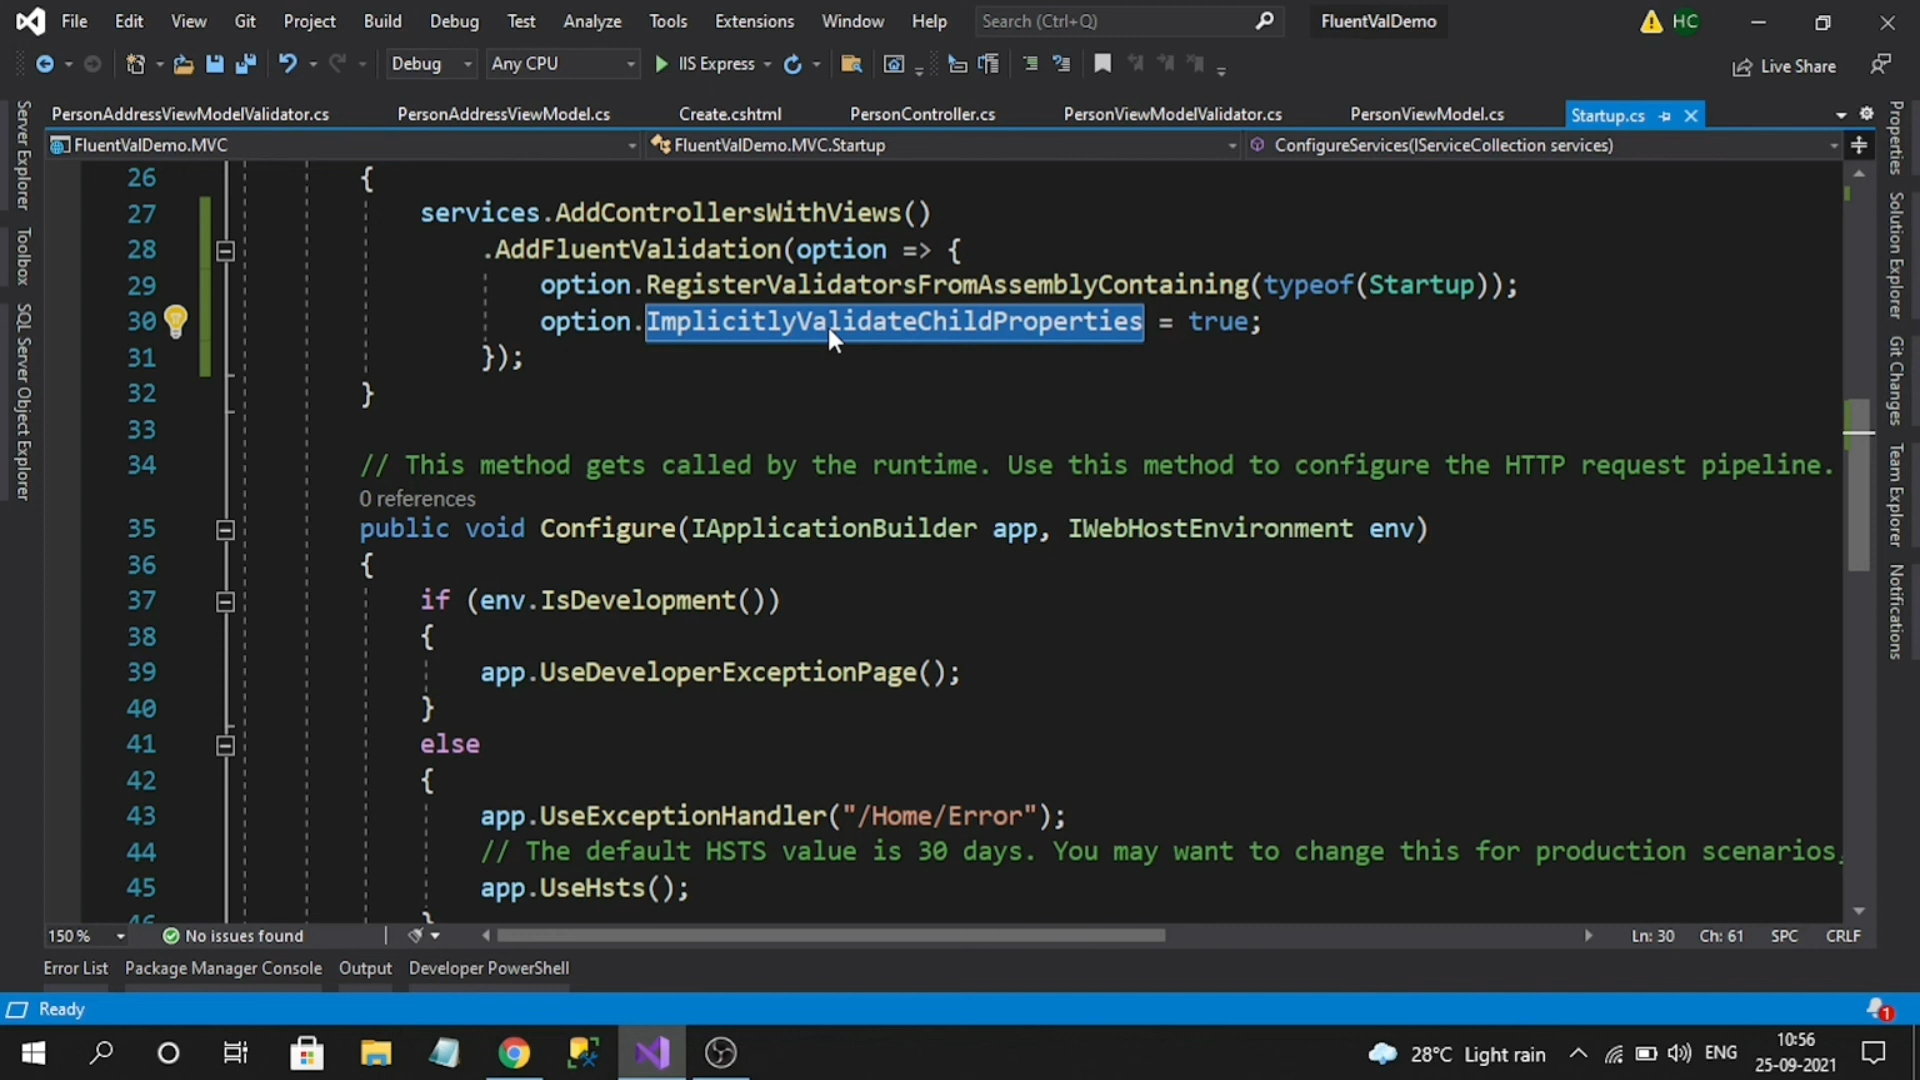 File Edit View Git Project Build Debug Test Analyze Tools Extensions Window Help Search (Ctrl+Q) FluentValDemo HC
Debug Any CPU IIS Express Live Share
PersonAddressViewModelValidator.cs PersonAddressViewModel.cs Create.cshtml PersonController.cs PersonViewModelValidator.cs PersonViewModel.cs Startup.cs
FluentValDemo.MVC FluentValDemo.MVC.Startup ConfigureServices(IServiceCollection services)
Server Explorer
Toolbox
SQL Server Object Explorer
26 {
27 services.AddControllersWithViews()
28 .AddFluentValidation(option => {
29 option.RegisterValidatorsFromAssemblyContaining(typeof(Startup));
30 option.ImplicitlyValidateChildProperties = true;
31 });
32 }
33
34 // This method gets called by the runtime. Use this method to configure the HTTP request pipeline.
0 references
35 public void Configure(IApplicationBuilder app, IWebHostEnvironment env)
36 {
37 if (env.IsDevelopment())
38 {
39 app.UseDeveloperExceptionPage();
40 }
41 else
42 {
43 app.UseExceptionHandler("/Home/Error");
44 // The default HSTS value is 30 days. You may want to change this for production scenarios,
45 app.UseHsts();
46 }
Properties
Solution Explorer
Git Changes
Team Explorer
Notifications
150 % No issues found Ln: 30 Ch: 61 SPC CRLF
Error List Package Manager Console Output Developer PowerShell
Ready 1
28°C Light rain ENG 10:56
25-09-2021